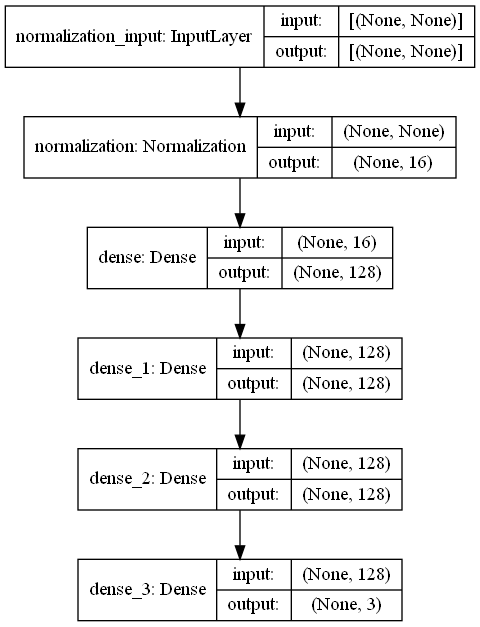 normalization_input: InputLayer
input: [(None, None)]
output: [(None, None)]
normalization: Normalization
input: (None, None)
output: (None, 16)
dense: Dense
input: (None, 16)
output: (None, 128)
dense_1: Dense
input: (None, 128)
output: (None, 128)
dense_2: Dense
input: (None, 128)
output: (None, 128)
dense_3: Dense
input: (None, 128)
output: (None, 3)